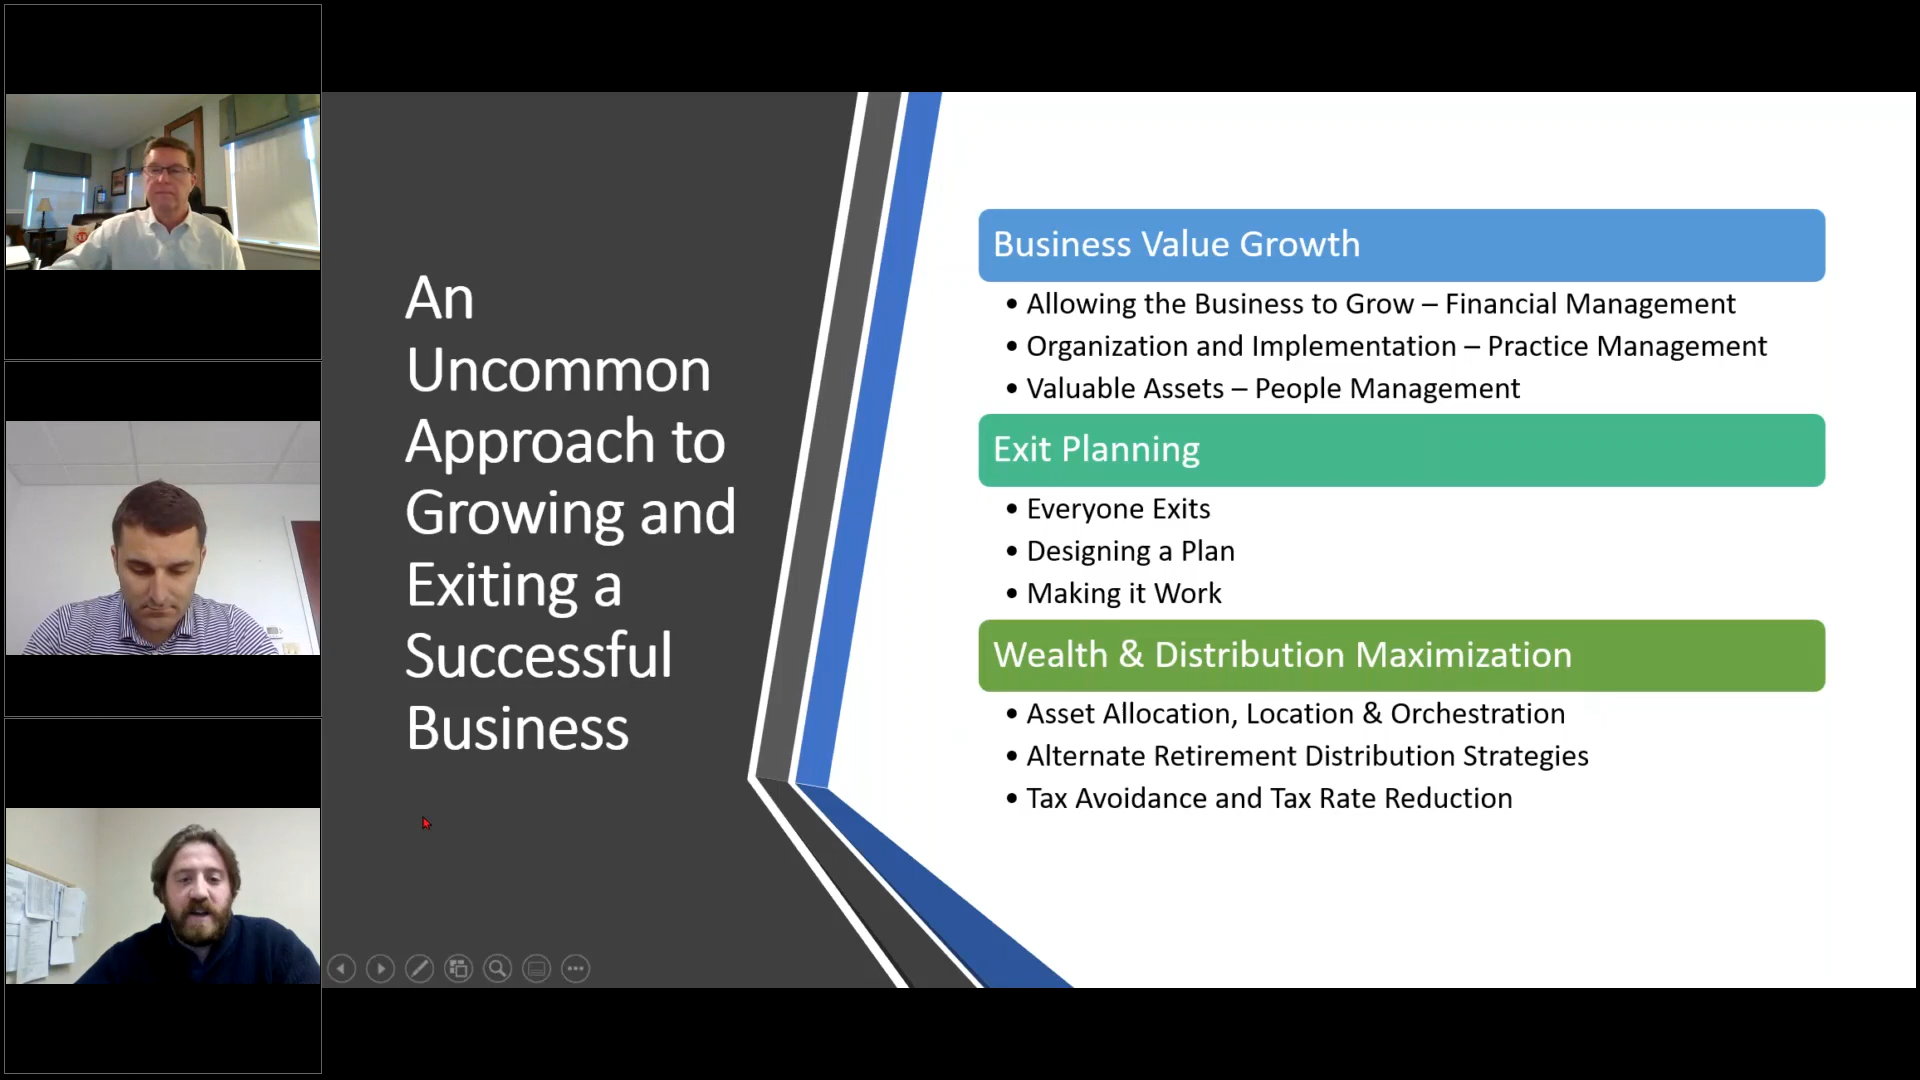 An
Uncommon
Approach to
Growing and
Exiting a
Successful
Business
Business Value Growth
• Allowing the Business to Grow – Financial Management
• Organization and Implementation – Practice Management
• Valuable Assets – People Management
Exit Planning
• Everyone Exits
• Designing a Plan
• Making it Work
Wealth & Distribution Maximization
• Asset Allocation, Location & Orchestration
• Alternate Retirement Distribution Strategies
• Tax Avoidance and Tax Rate Reduction